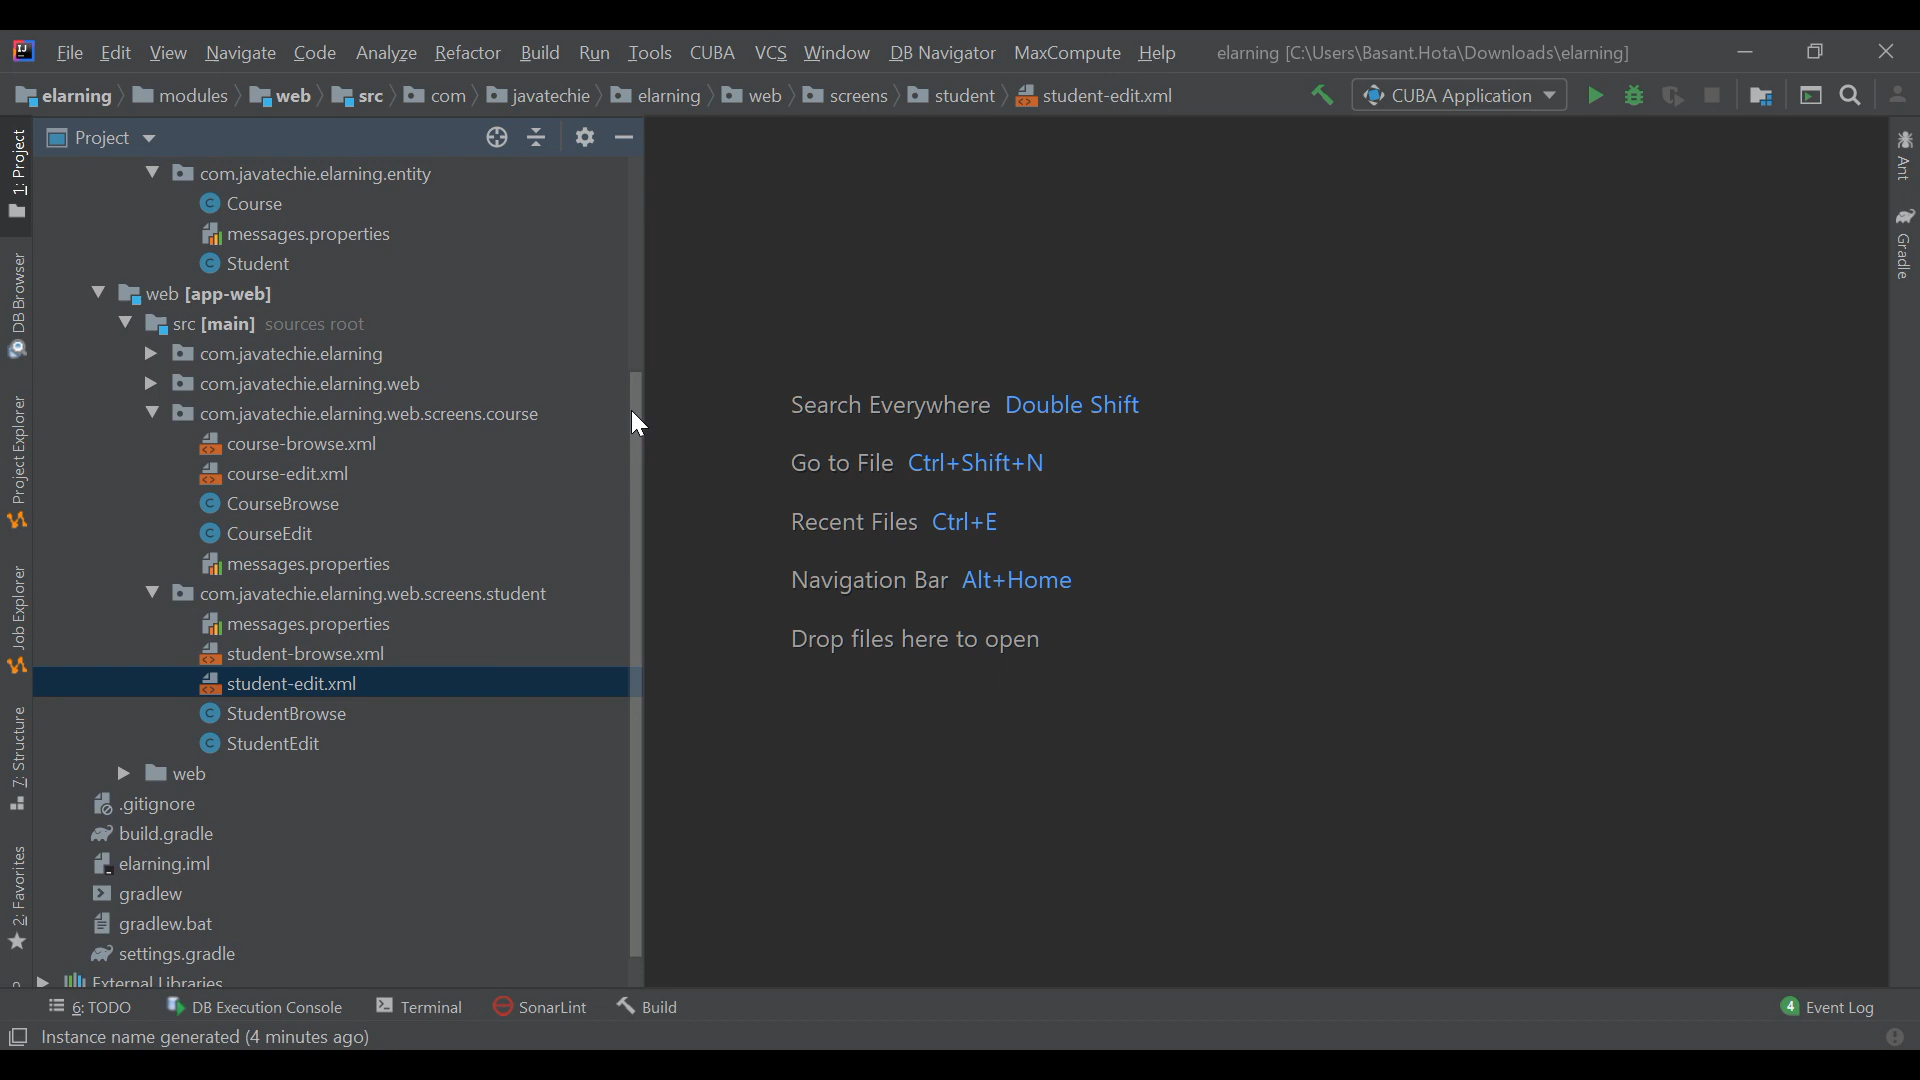 File Edit View Navigate Code Analyze Refactor Build Run Tools CUBA VCS Window DB Navigator MaxCompute Help elarning [C:\Users\Basant.Hota\Downloads\elarning]
elarning modules web src com javatechie elarning web screens student student-edit.xml CUBA Application
Project
com.javatechie.elarning.entity
Course
messages.properties
Student
web [app-web]
src [main] sources root
com.javatechie.elarning
com.javatechie.elarning.web
com.javatechie.elarning.web.screens.course
course-browse.xml
course-edit.xml
CourseBrowse
CourseEdit
messages.properties
com.javatechie.elarning.web.screens.student
messages.properties
student-browse.xml
student-edit.xml
StudentBrowse
StudentEdit
web
.gitignore
build.gradle
elarning.iml
gradlew
gradlew.bat
settings.gradle
External Libraries
1: Project
DB Browser
Project Explorer
Job Explorer
7: Structure
2: Favorites
Search Everywhere Double Shift
Go to File Ctrl+Shift+N
Recent Files Ctrl+E
Navigation Bar Alt+Home
Drop files here to open
Ant
Gradle
6: TODO DB Execution Console Terminal SonarLint Build 4 Event Log
Instance name generated (4 minutes ago)